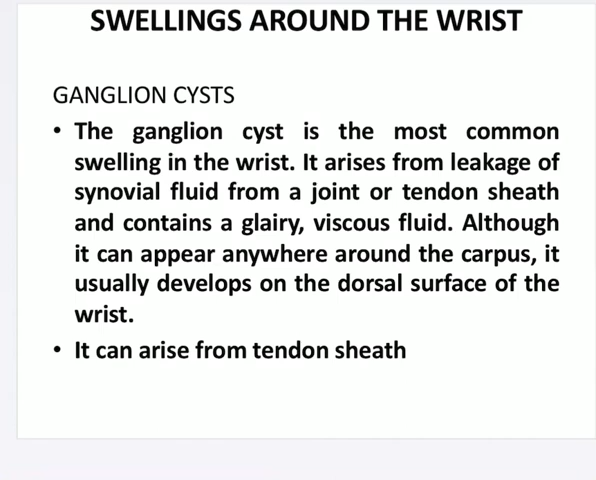 SWELLINGS AROUND THE WRIST
GANGLION CYSTS
• The ganglion cyst is the most common
swelling in the wrist. It arises from leakage of
synovial fluid from a joint or tendon sheath
and contains a glairy, viscous fluid. Although
it can appear anywhere around the carpus, it
usually develops on the dorsal surface of the
wrist.
• It can arise from tendon sheath